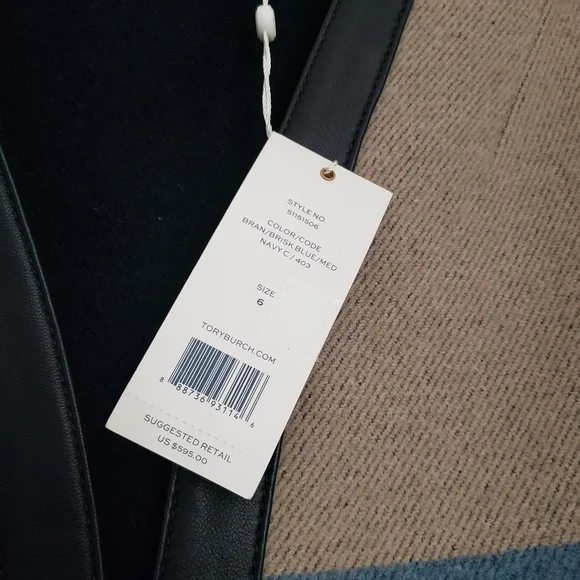 STYLE NO.
51151506
COLOR/CODE
BRAN/BRISK BLUE/MED
NAVY C / 403
SIZE
6
TORYBURCH.COM
8 88736 93114 6
SUGGESTED RETAIL
US $595.00